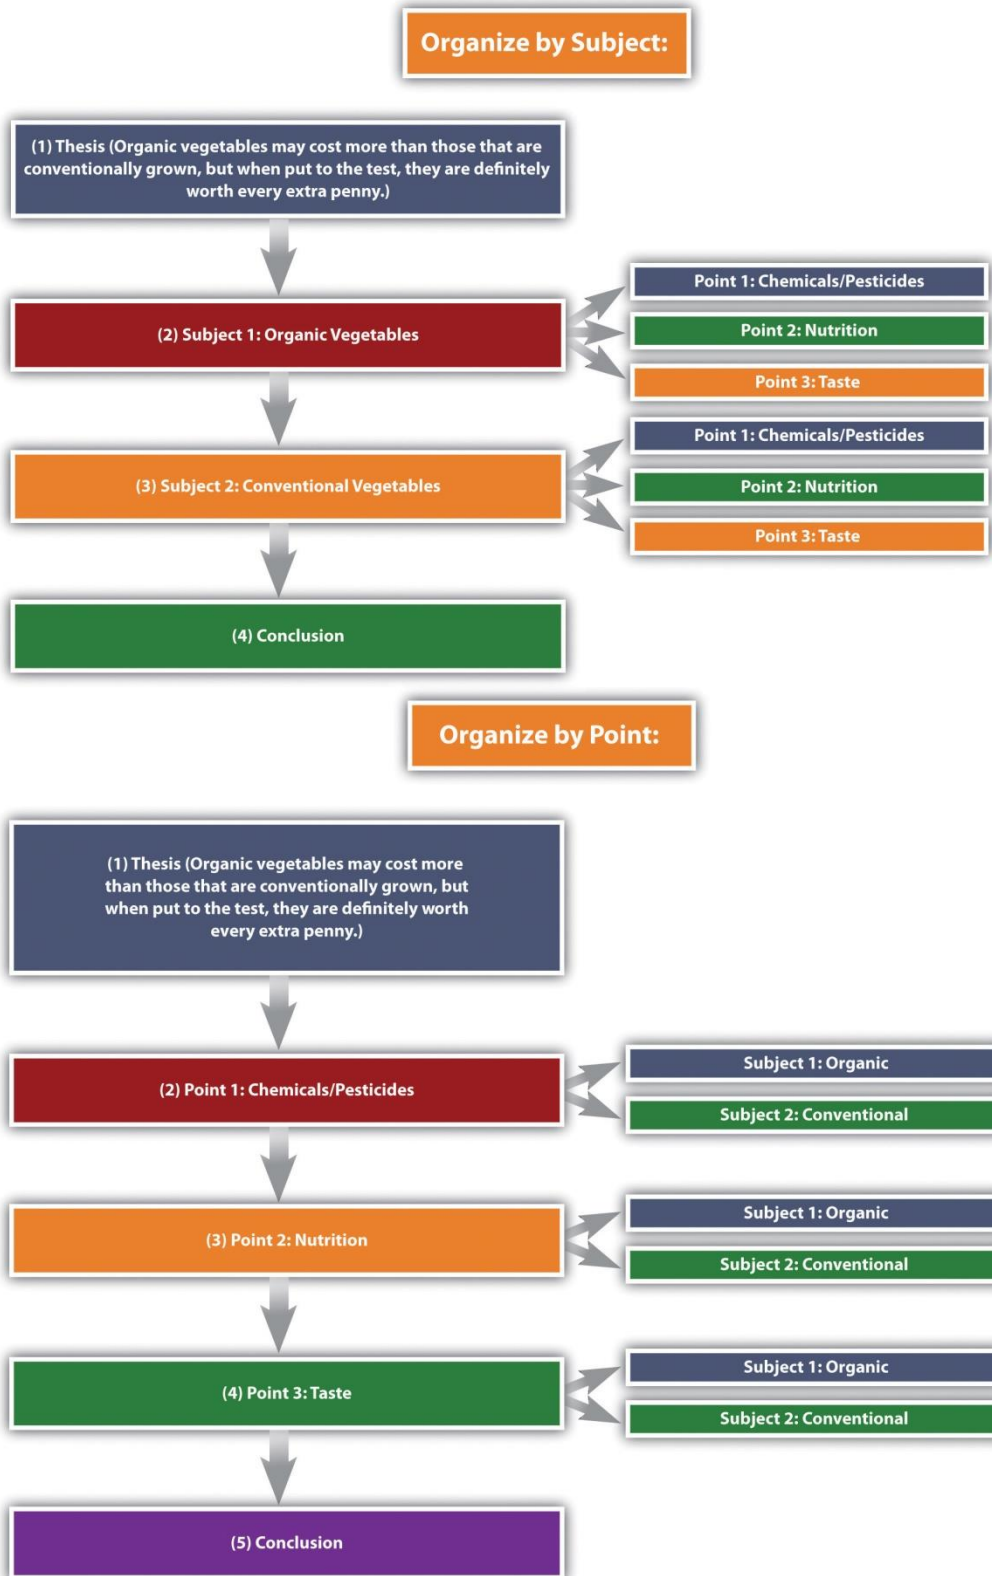 Organize by Subject:
(1) Thesis (Organic vegetables may cost more than those that are
conventionally grown, but when put to the test, they are definitely
worth every extra penny.)
(2) Subject 1: Organic Vegetables
Point 1: Chemicals/Pesticides
Point 2: Nutrition
Point 3: Taste
(3) Subject 2: Conventional Vegetables
Point 1: Chemicals/Pesticides
Point 2: Nutrition
Point 3: Taste
(4) Conclusion
Organize by Point:
(1) Thesis (Organic vegetables may cost more
than those that are conventionally grown, but
when put to the test, they are definitely worth
every extra penny.)
(2) Point 1: Chemicals/Pesticides
Subject 1: Organic
Subject 2: Conventional
(3) Point 2: Nutrition
Subject 1: Organic
Subject 2: Conventional
(4) Point 3: Taste
Subject 1: Organic
Subject 2: Conventional
(5) Conclusion